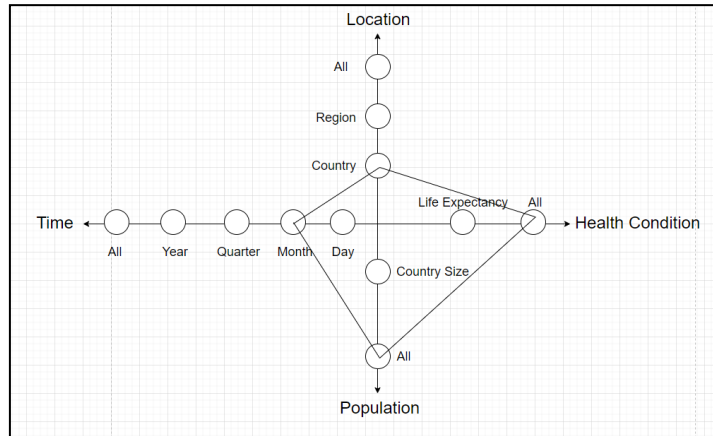 Location
All
Region
Country
Life Expectancy All
Time
Health Condition
All Year Quarter Month Day
Country Size
All
Population